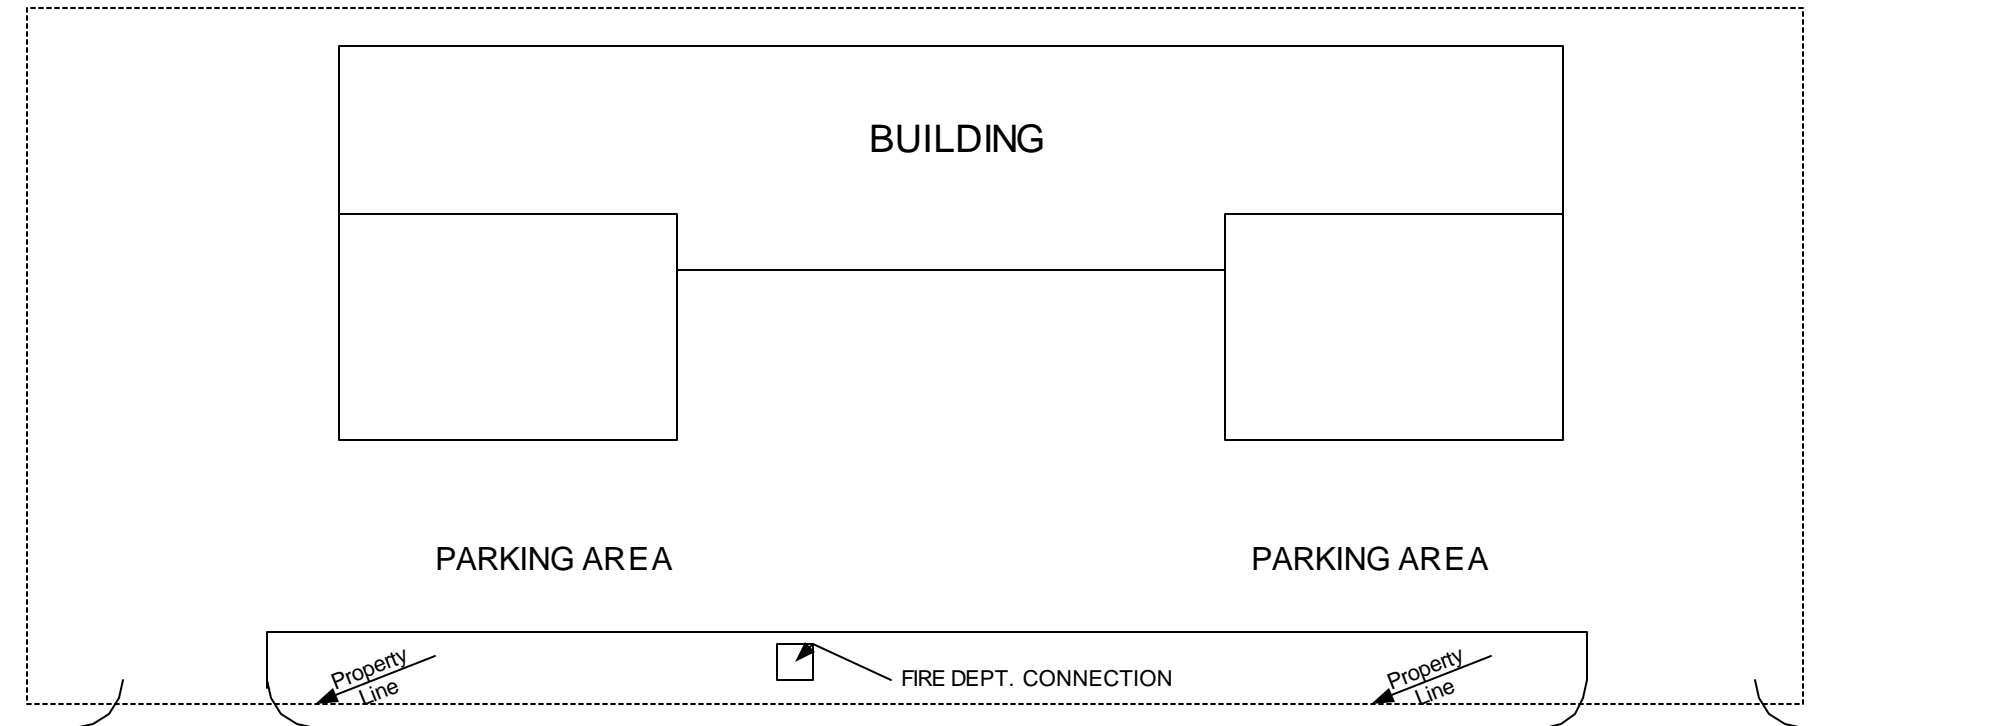 BUILDING
PARKING AREA
PARKING AREA
Property
Line
FIRE DEPT. CONNECTION
Property
Line